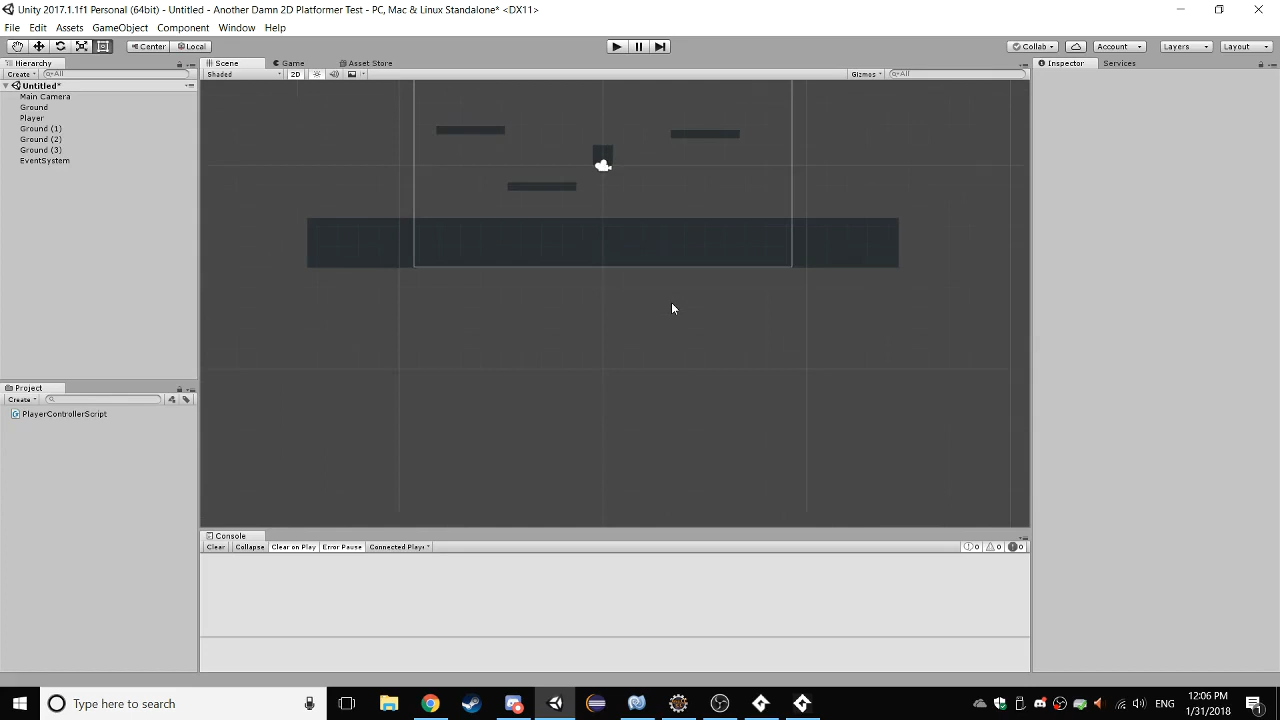 Unity 2017.1.1f1 Personal (64bit) - Untitled - Another Damn 2D Platformer Test - PC, Mac & Linux Standalone* <DX11>
File Edit Assets GameObject Component Window Help
Center Local Collab Account Layers Layout
Hierarchy Scene Game Asset Store Inspector Services
Create All Shaded 2D Gizmos All
Untitled*
Main Camera
Ground
Player
Ground (1)
Ground (2)
Ground (3)
EventSystem
Project
Create
PlayerControllerScript
Console
Clear Collapse Clear on Play Error Pause Connected Playe 0 0 0
Type here to search
ENG
12:06 PM
1/31/2018
1